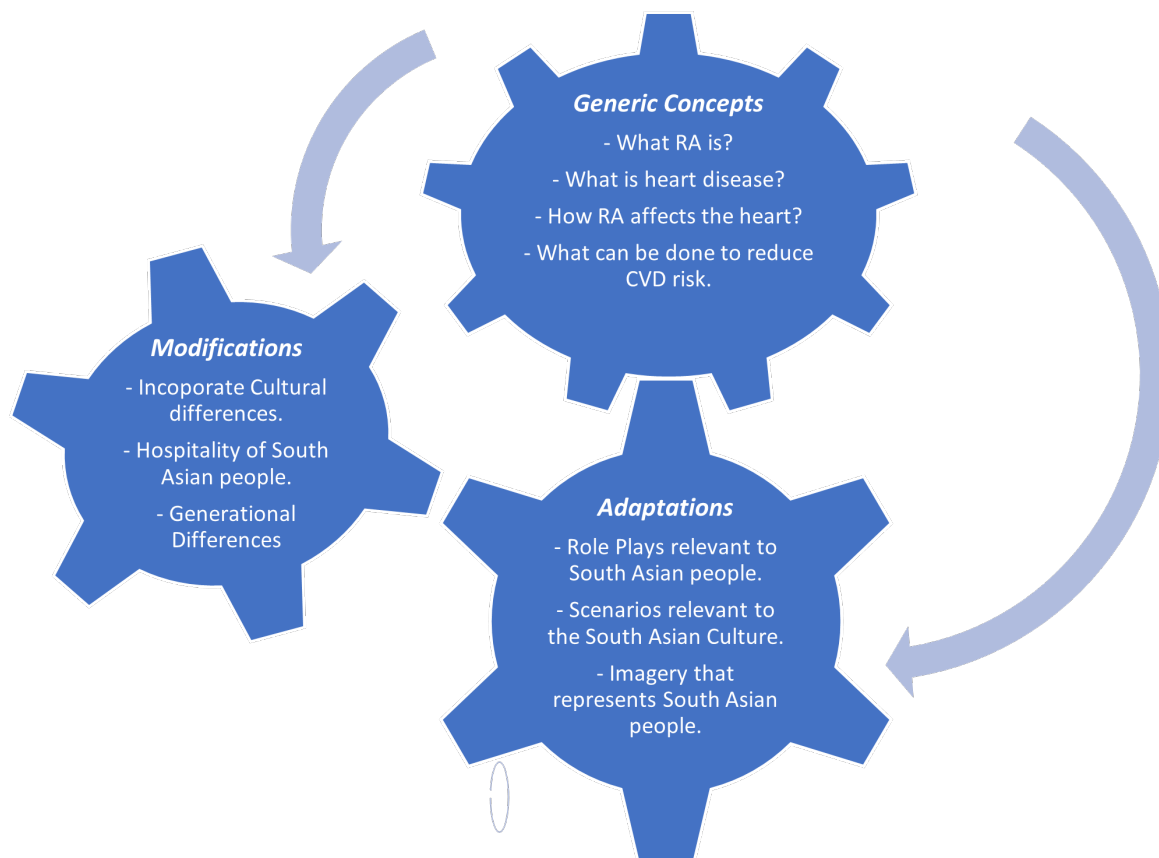 Generic Concepts
- What RA is?
- What is heart disease?
- How RA affects the heart?
- What can be done to reduce
CVD risk.
Modifications
- Incoporate Cultural
differences.
- Hospitality of South
Asian people.
- Generational
Differences
Adaptations
- Role Plays relevant to
South Asian people.
- Scenarios relevant to
the South Asian Culture.
- Imagery that
represents South Asian
people.